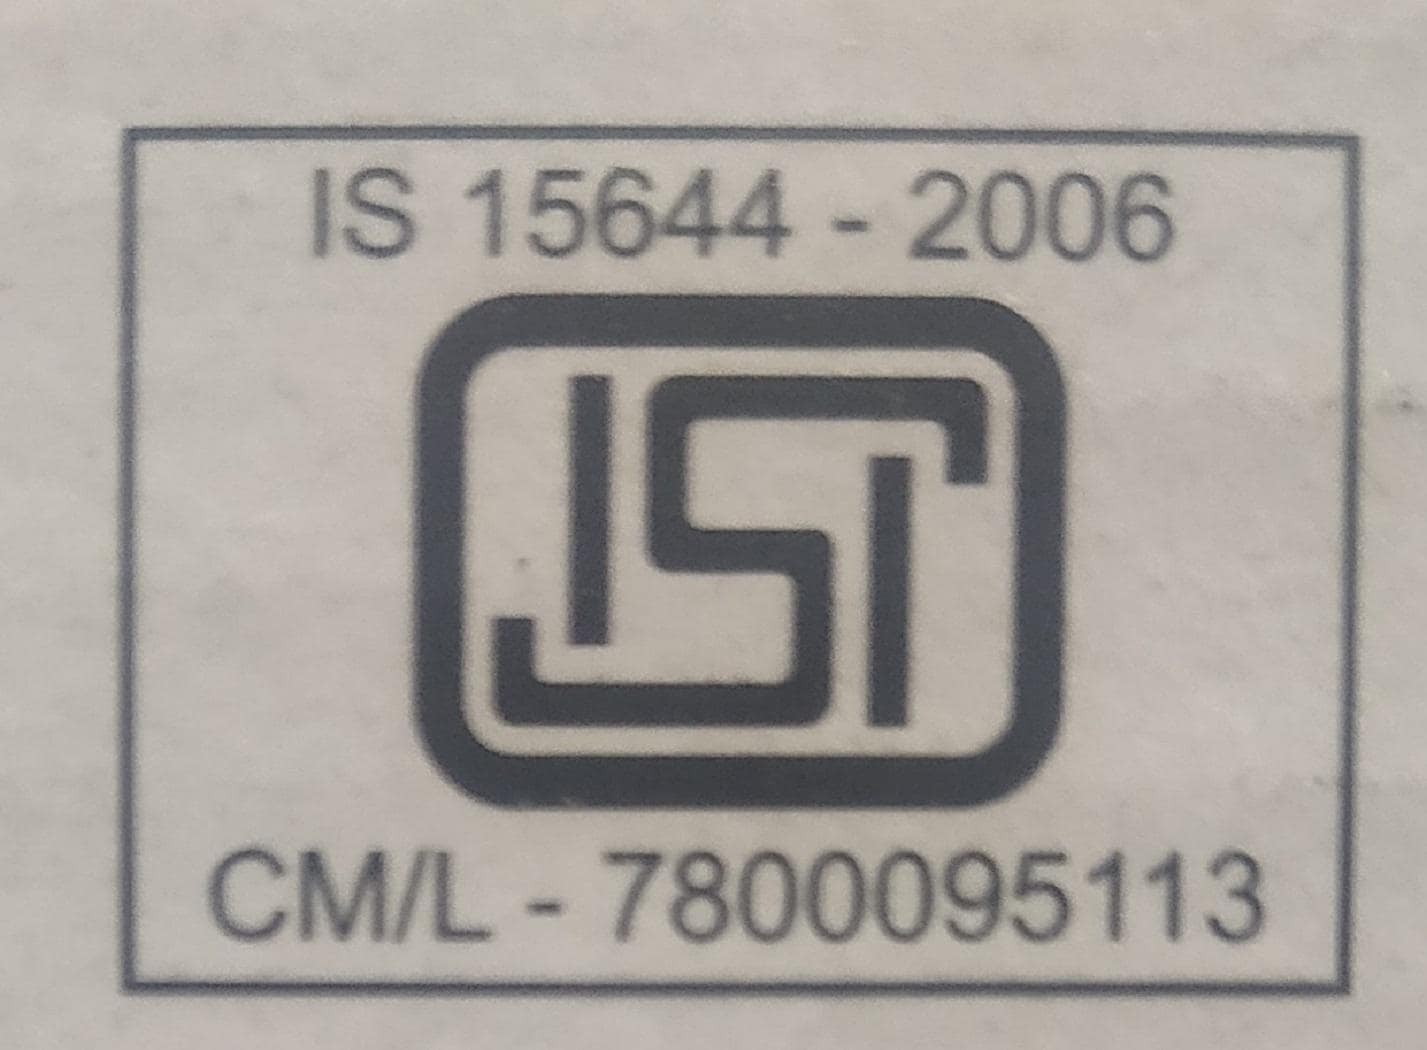 IS 15644 - 2006
ISI
CM/L - 7800095113